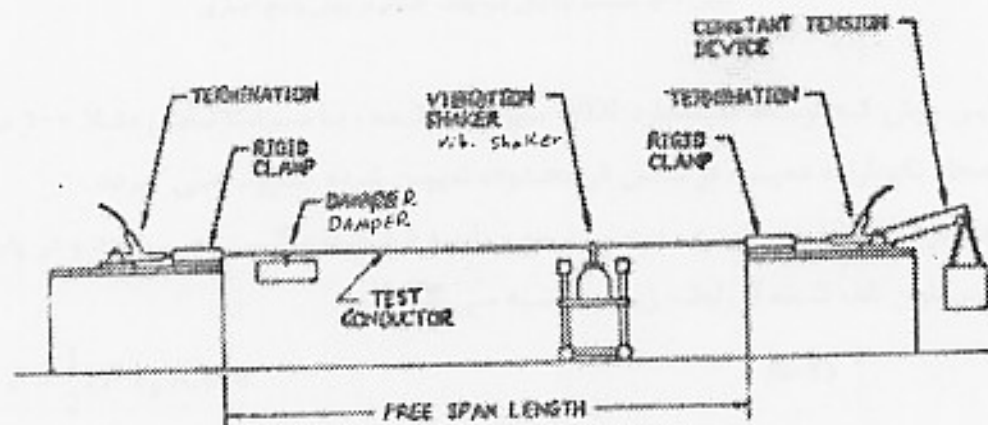 CONSTANT TENSION
DEVICE
TERMINATION
VIBRATION
SHAKER
Vib. Shaker
TERMINATION
RIGID
CLAMP
RIGID
CLAMP
DAMPER
DAMPER
TEST
CONDUCTOR
FREE SPAN LENGTH